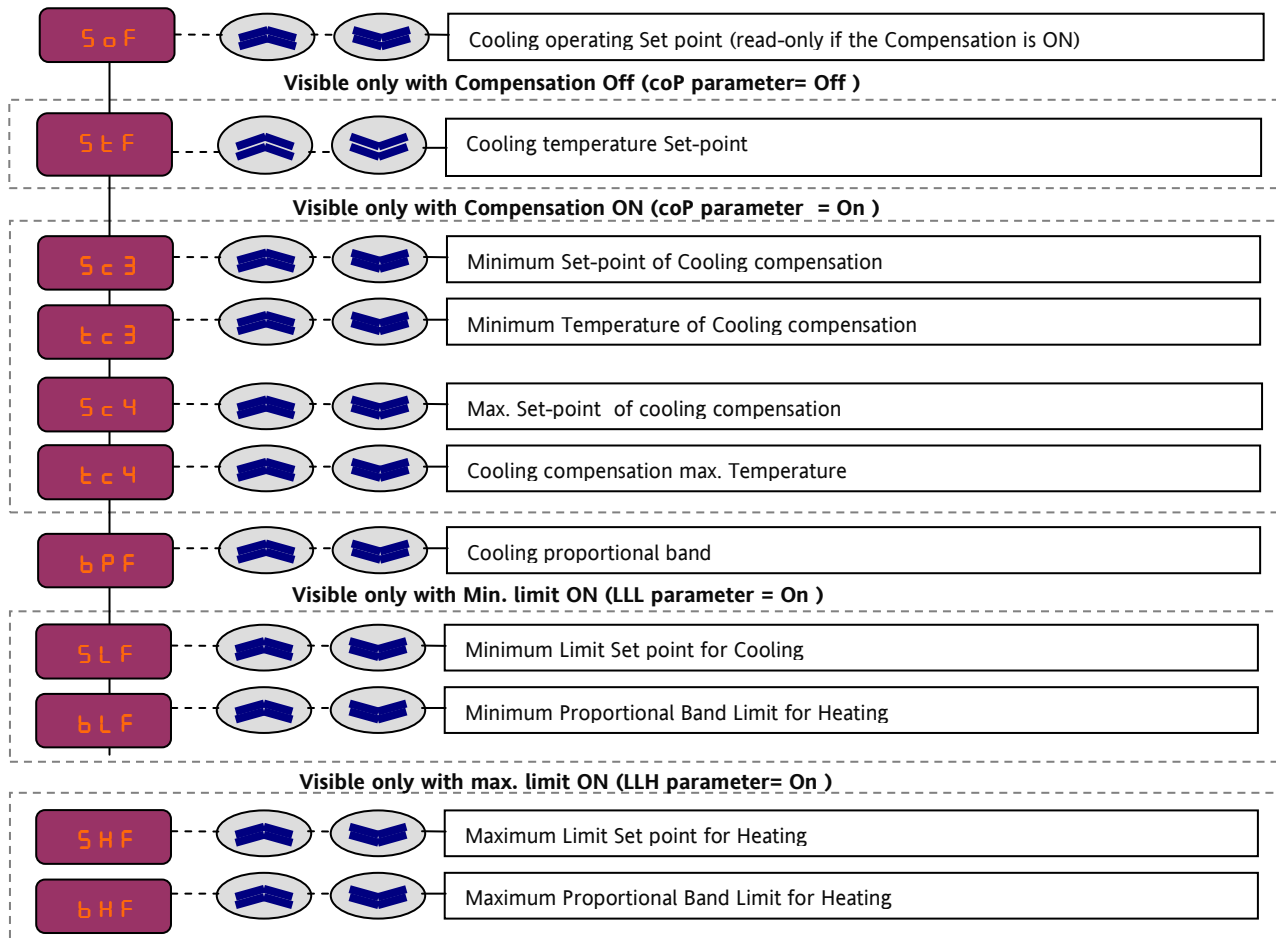 SoF Cooling operating Set point (read-only if the Compensation is ON)
Visible only with Compensation Off (coP parameter= Off )
StF Cooling temperature Set-point
Visible only with Compensation ON (coP parameter = On )
Sc3 Minimum Set-point of Cooling compensation
tc3 Minimum Temperature of Cooling compensation
Sc4 Max. Set-point of cooling compensation
tc4 Cooling compensation max. Temperature
bPF Cooling proportional band
Visible only with Min. limit ON (LLL parameter = On )
SLF Minimum Limit Set point for Cooling
bLF Minimum Proportional Band Limit for Heating
Visible only with max. limit ON (LLH parameter= On )
SHF Maximum Limit Set point for Heating
bHF Maximum Proportional Band Limit for Heating